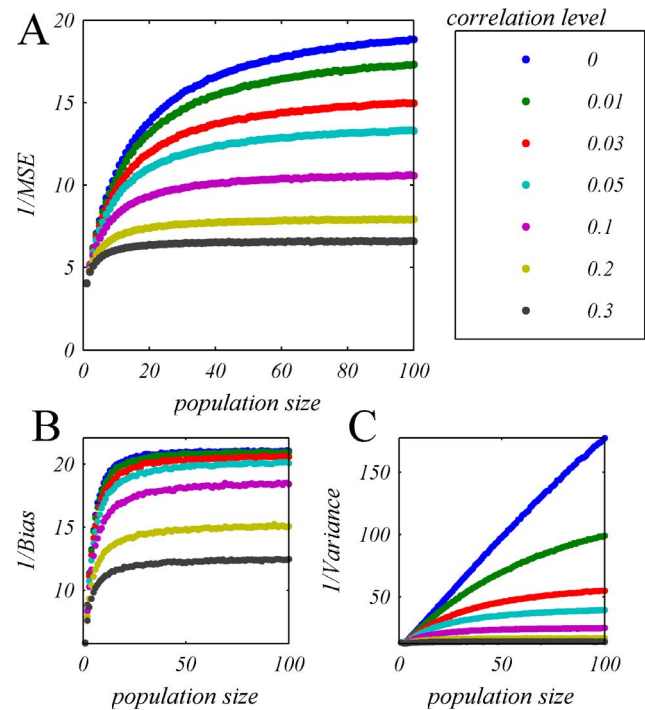 A
20
15
10
5
0
1/MSE
0 20 40 60 80 100
population size
correlation level
0
0.01
0.03
0.05
0.1
0.2
0.3
B
20
15
10
1/Bias
0 50 100
population size
C
150
100
50
1/Variance
0 50 100
population size